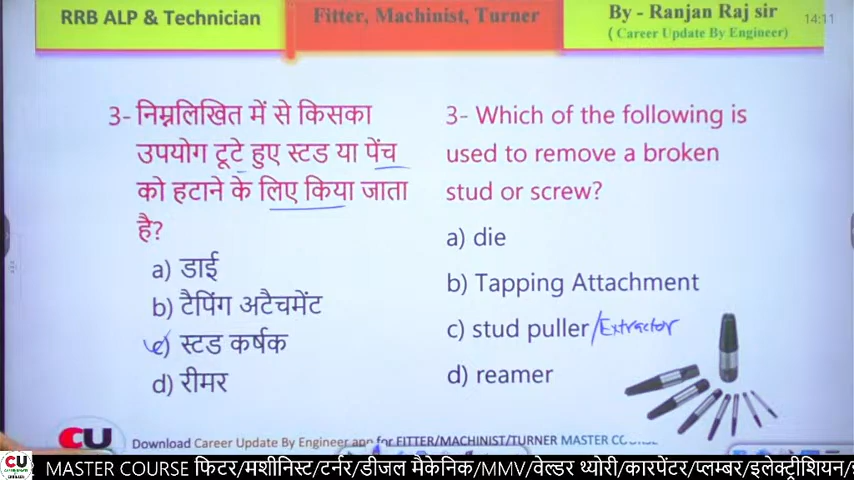 RRB ALP & Technician
Fitter, Machinist, Turner
By - Ranjan Raj sir
( Career Update By Engineer)
14:11
3- निम्नलिखित में से किसका
उपयोग टूटे हुए स्टड या पेंच
को हटाने के लिए किया जाता
है?
a) डाई
b) टैपिंग अटैचमेंट
c) स्टड कर्षक
d) रीमर
3- Which of the following is
used to remove a broken
stud or screw?
a) die
b) Tapping Attachment
c) stud puller/Extractor
d) reamer
CU
Download Career Update By Engineer app for FITTER/MACHINIST/TURNER MASTER COURSE
CU
MASTER COURSE फिटर/मशीनिस्ट/टर्नर/डीजल मैकेनिक/MMV/वेल्डर थ्योरी/कारपेंटर/प्लम्बर/इलेक्ट्रीशियन/